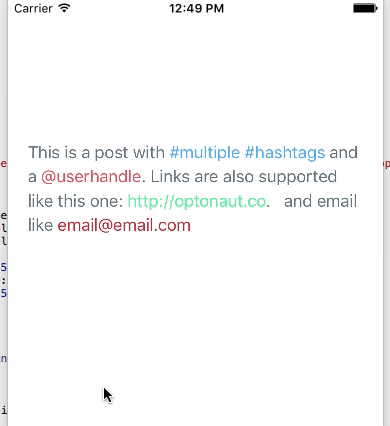 Carrier 12:49 PM
This is a post with #multiple #hashtags and
a @userhandle. Links are also supported
like this one: http://optonaut.co.   and email
like email@email.com